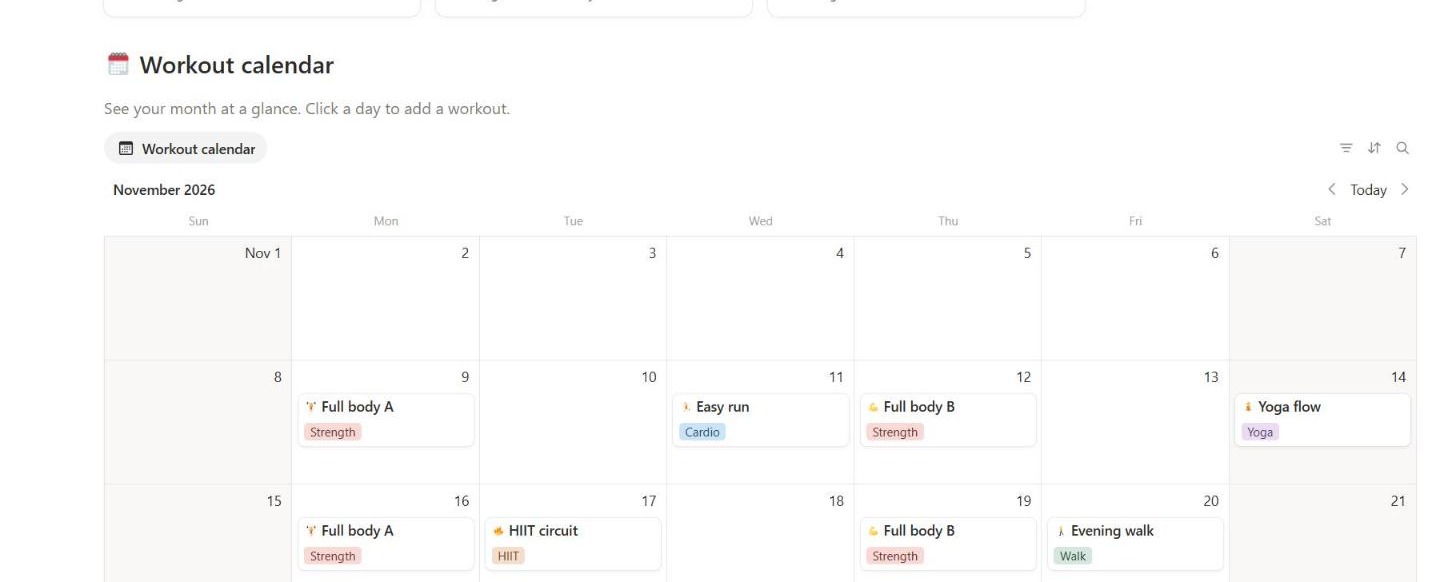 Workout calendar
See your month at a glance. Click a day to add a workout.
Workout calendar
November 2026
Today
Sun Mon Tue Wed Thu Fri Sat
Nov 1 2 3 4 5 6 7
8 9 10 11 12 13 14
Full body A Easy run Full body B Yoga flow
Strength Cardio Strength Yoga
15 16 17 18 19 20 21
Full body A HIIT circuit Full body B Evening walk
Strength HIIT Strength Walk